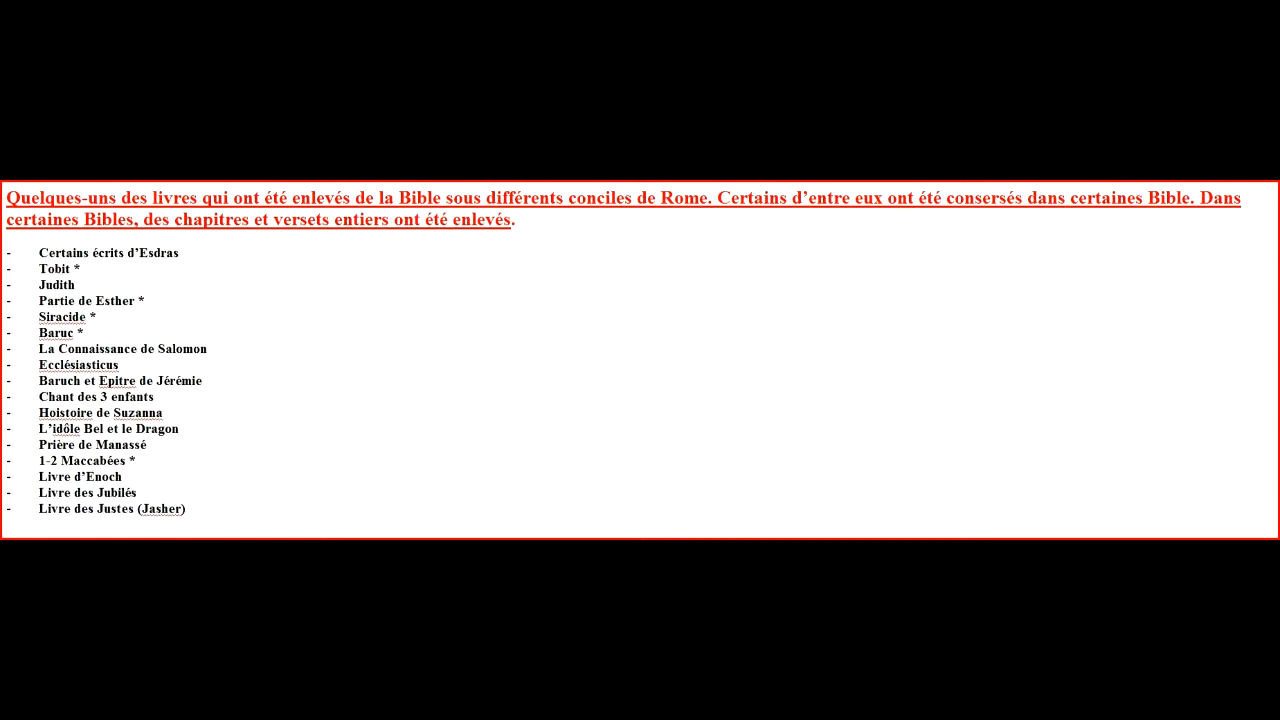 Quelques-uns des livres qui ont été enlevés de la Bible sous différents conciles de Rome. Certains d’entre eux ont été consersés dans certaines Bible. Dans
certaines Bibles, des chapitres et versets entiers ont été enlevés.
- Certains écrits d’Esdras
- Tobit *
- Judith
- Partie de Esther *
- Siracide *
- Baruc *
- La Connaissance de Salomon
- Ecclésiasticus
- Baruch et Epitre de Jérémie
- Chant des 3 enfants
- Hoistoire de Suzanna
- L’idôle Bel et le Dragon
- Prière de Manassé
- 1-2 Maccabées *
- Livre d’Enoch
- Livre des Jubilés
- Livre des Justes (Jasher)